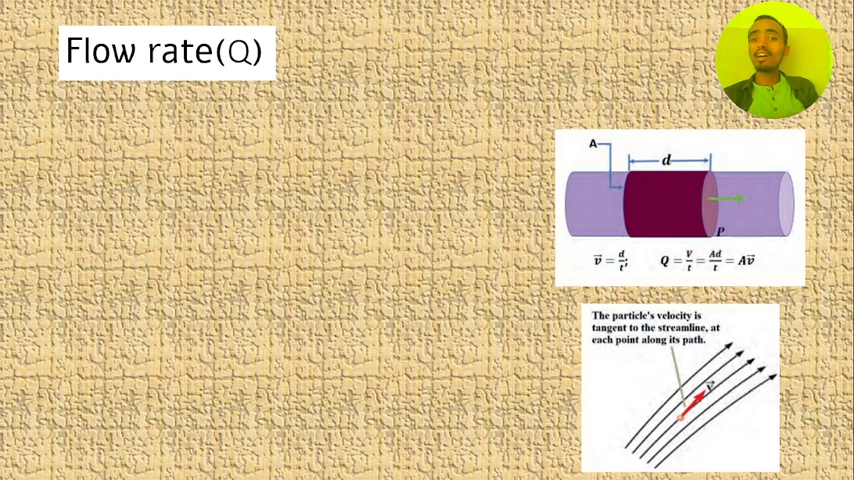 Flow rate(Q)
A
d
P
v⃗ = d/t; Q = V/t = Ad/t = Av⃗
The particle's velocity is
tangent to the streamline, at
each point along its path.
v⃗